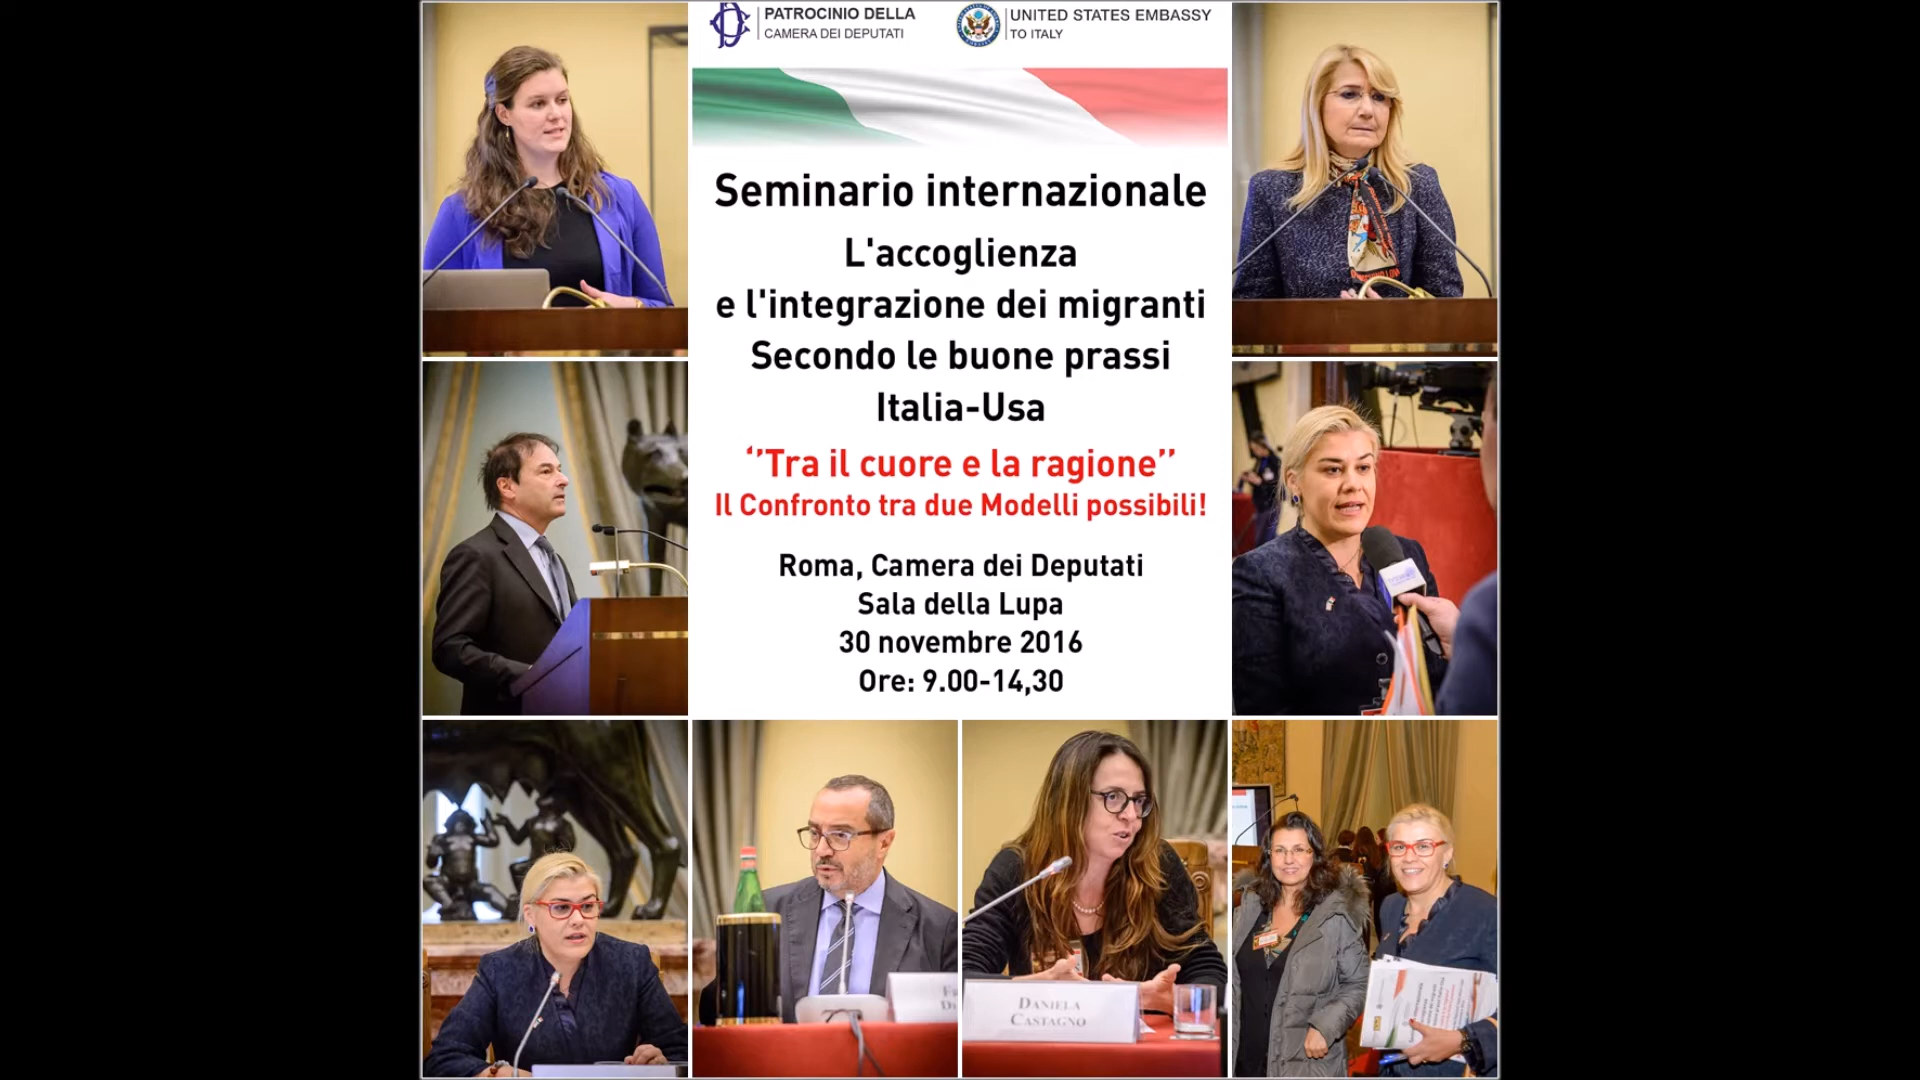 PATROCINIO DELLA
CAMERA DEI DEPUTATI
UNITED STATES EMBASSY
TO ITALY
Seminario internazionale
L'accoglienza
e l'integrazione dei migranti
Secondo le buone prassi
Italia-Usa
‘’Tra il cuore e la ragione’’
Il Confronto tra due Modelli possibili!
Roma, Camera dei Deputati
Sala della Lupa
30 novembre 2016
Ore: 9.00-14,30
DANIELA
CASTAGNO